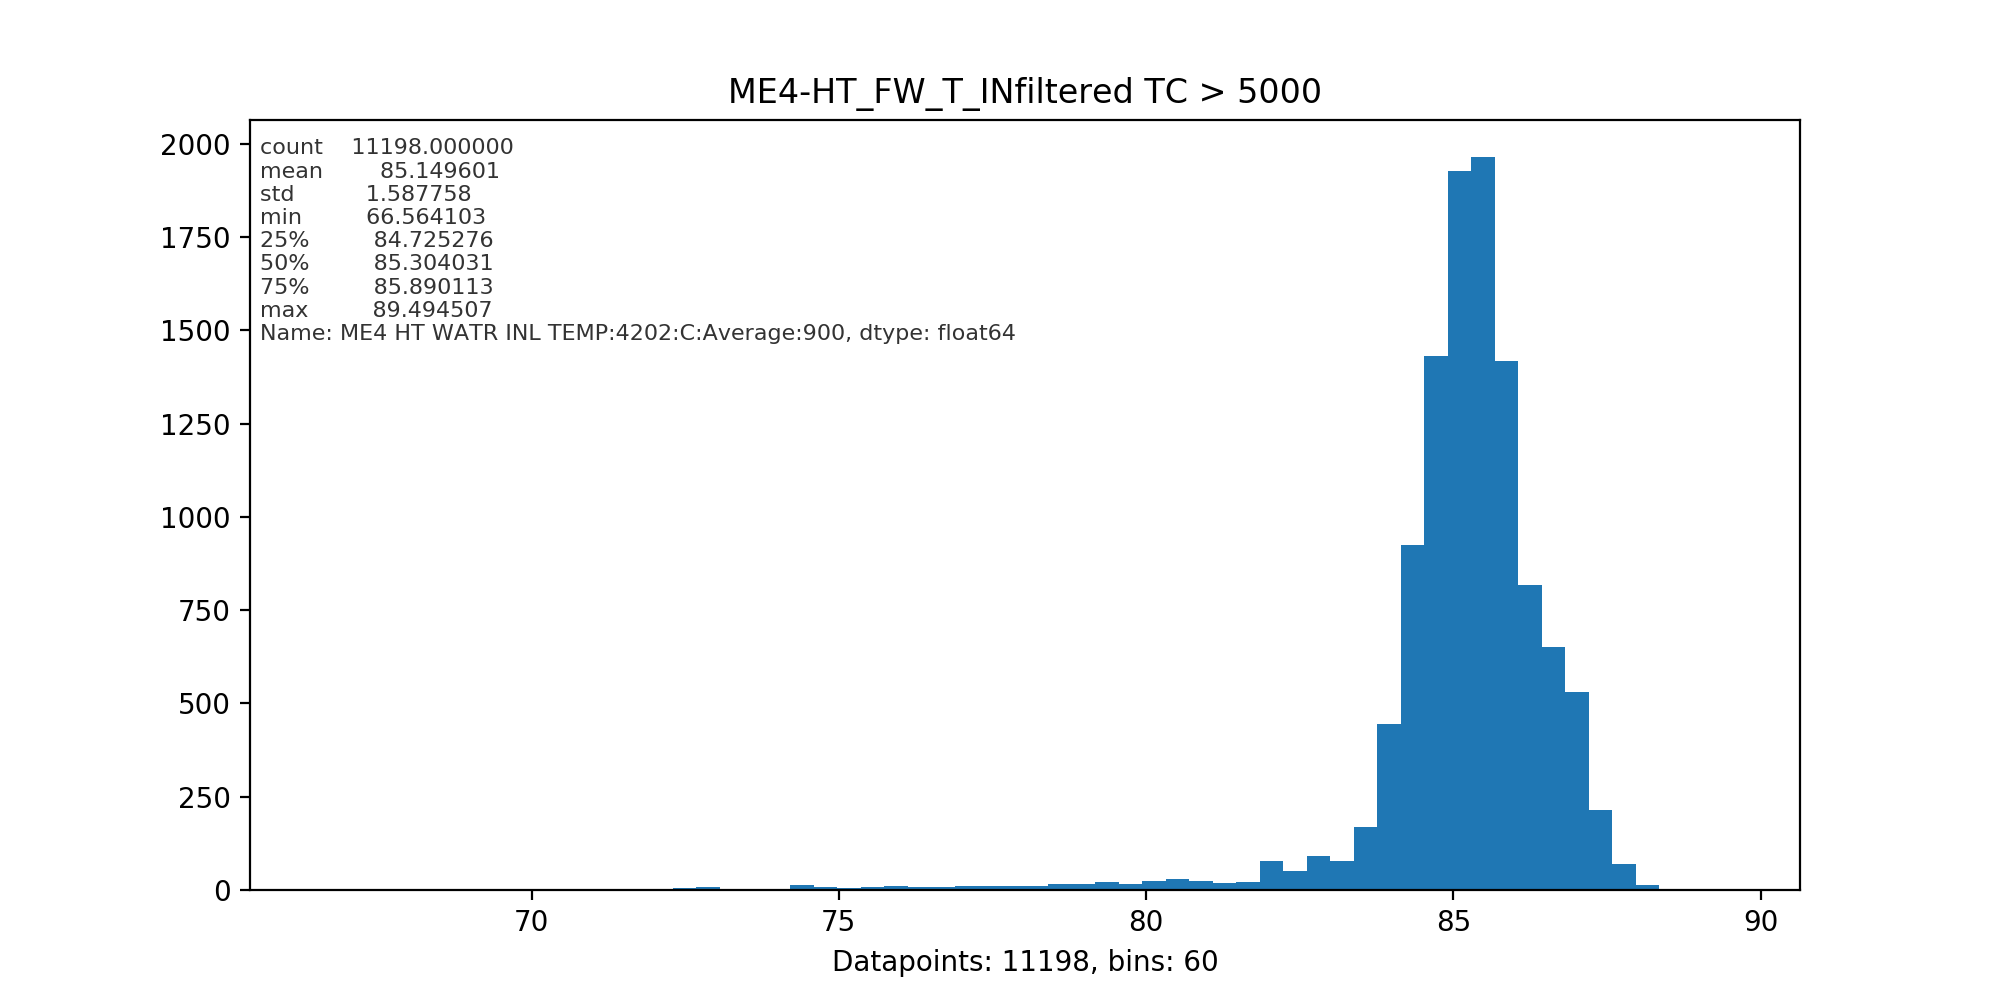 ME4-HT_FW_T_INfiltered TC > 5000
2000
1750
1500
1250
1000
750
500
250
0
count 11198.000000
mean 85.149601
std 1.587758
min 66.564103
25% 84.725276
50% 85.304031
75% 85.890113
max 89.494507
Name: ME4 HT WATR INL TEMP:4202:C:Average:900, dtype: float64
70 75 80 85 90
Datapoints: 11198, bins: 60